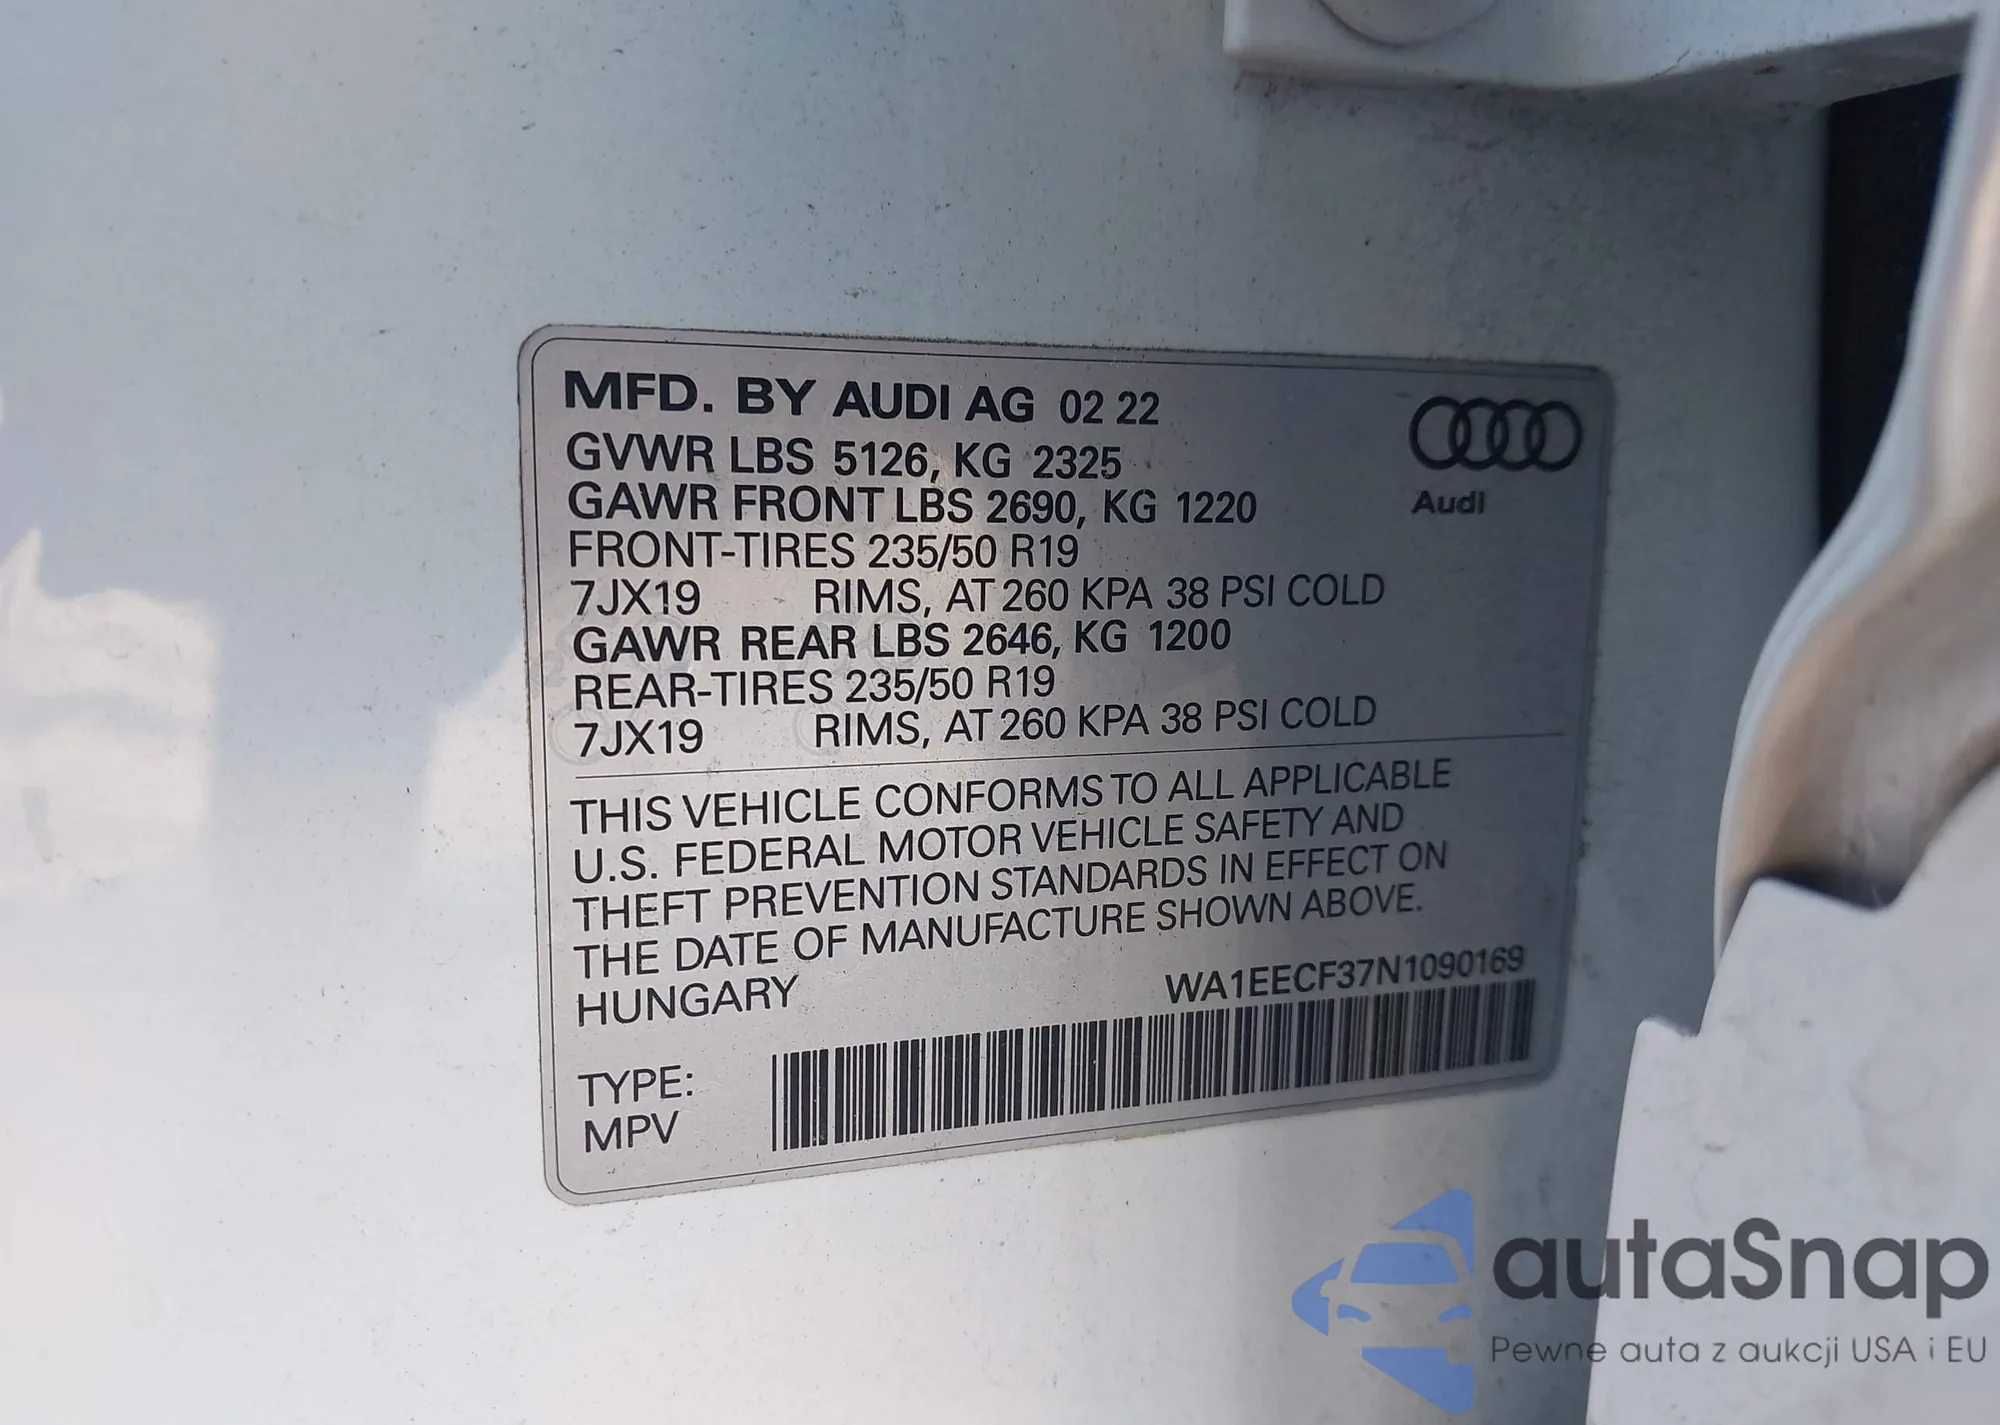 MFD. BY AUDI AG 02 22
GVWR LBS 5126, KG 2325
GAWR FRONT LBS 2690, KG 1220
FRONT-TIRES 235/50 R19
7JX19 RIMS, AT 260 KPA 38 PSI COLD
GAWR REAR LBS 2646, KG 1200
REAR-TIRES 235/50 R19
7JX19 RIMS, AT 260 KPA 38 PSI COLD
Audi
THIS VEHICLE CONFORMS TO ALL APPLICABLE
U.S. FEDERAL MOTOR VEHICLE SAFETY AND
THEFT PREVENTION STANDARDS IN EFFECT ON
THE DATE OF MANUFACTURE SHOWN ABOVE.
HUNGARY WA1EECF37N1090169
TYPE:
MPV
autaSnap
Pewne auta z aukcji USA i EU